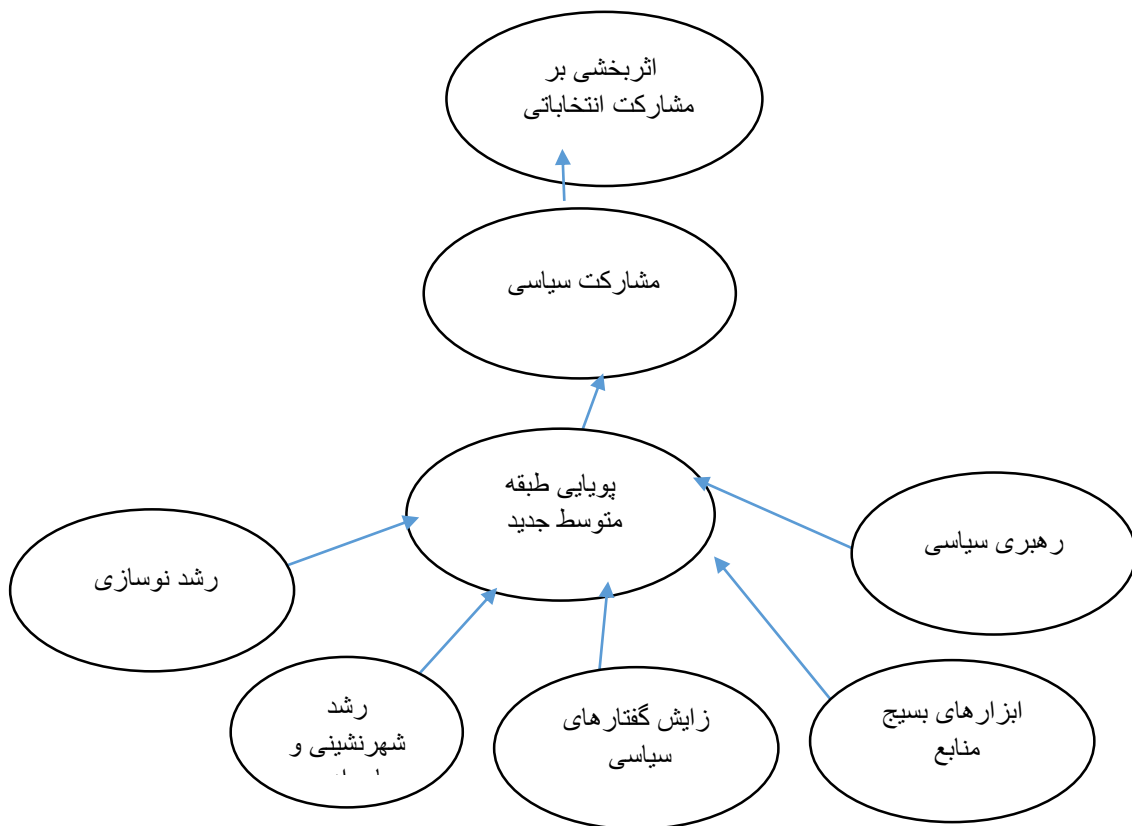 اثربخشی بر
مشارکت انتخاباتی
مشارکت سیاسی
پویایی طبقه
متوسط جدید
رهبری سیاسی
رشد نوسازی
ابزارهای بسیج
منابع
زایش گفتارهای
سیاسی
رشد
شهرنشینی و